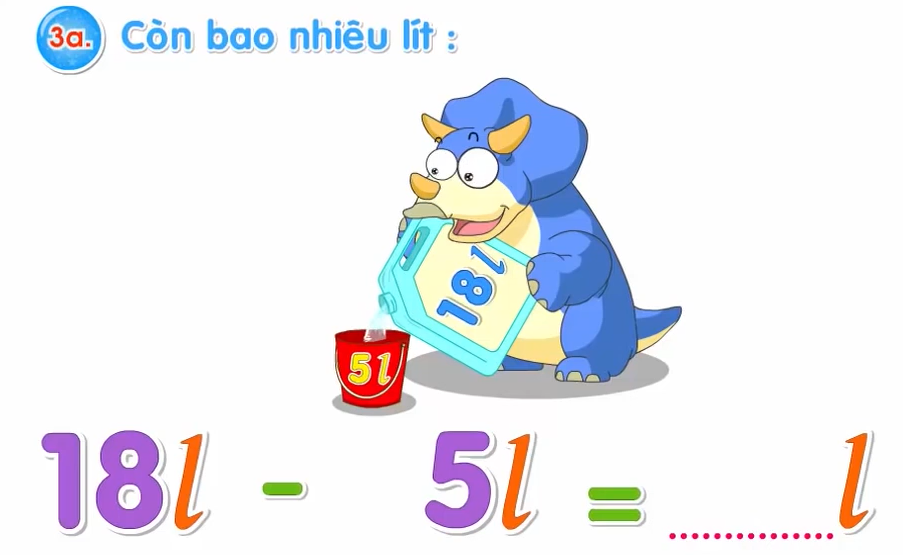 3a. Còn bao nhiêu lít :
18l
5l
18l - 5l = .............. l